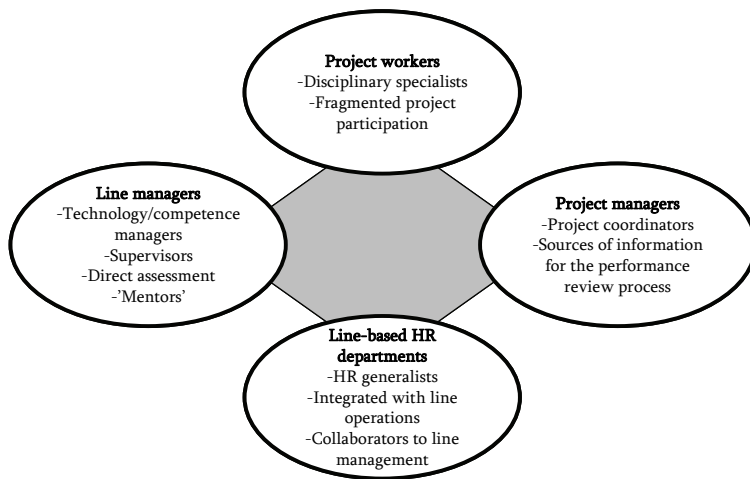 Project workers
-Disciplinary specialists
-Fragmented project
participation
Line managers
-Technology/competence
managers
-Supervisors
-Direct assessment
-'Mentors'
Project managers
-Project coordinators
-Sources of information
for the performance
review process
Line-based HR
departments
-HR generalists
-Integrated with line
operations
-Collaborators to line
management